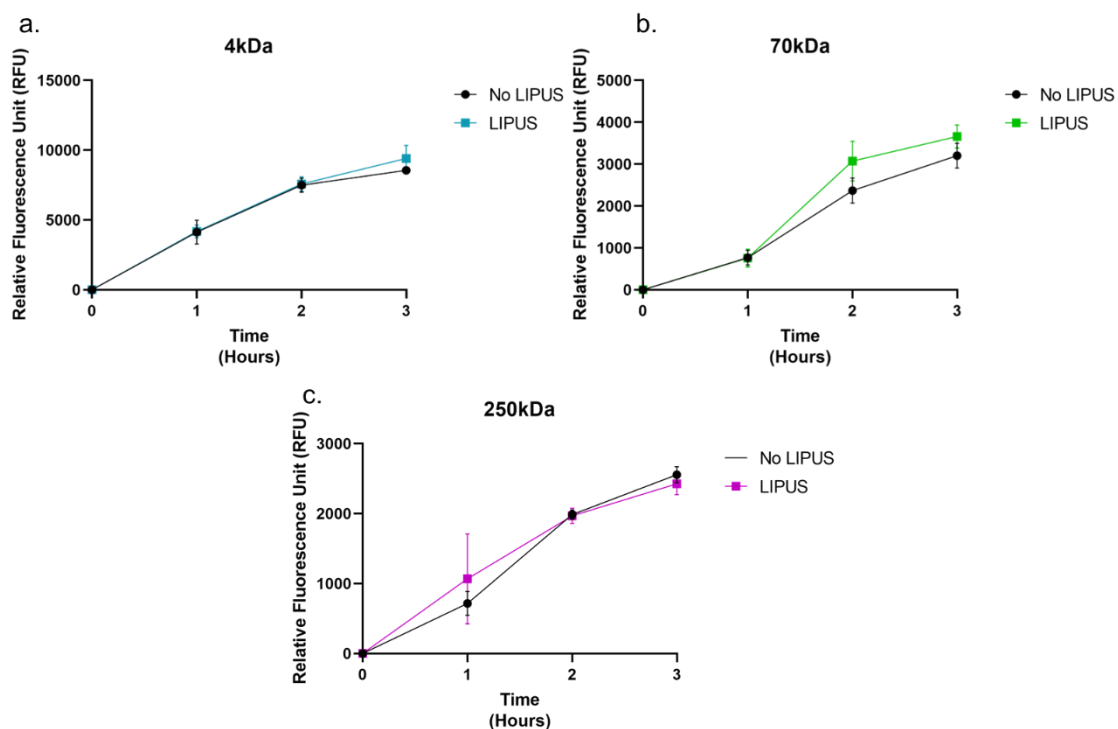 a.
4kDa
Relative Fluorescence Unit (RFU)
15000
10000
5000
0
0 1 2 3
Time
(Hours)
No LIPUS
LIPUS
b.
70kDa
Relative Fluorescence Unit (RFU)
5000
4000
3000
2000
1000
0
0 1 2 3
Time
(Hours)
No LIPUS
LIPUS
c.
250kDa
Relative Fluorescence Unit (RFU)
3000
2000
1000
0
0 1 2 3
Time
(Hours)
No LIPUS
LIPUS